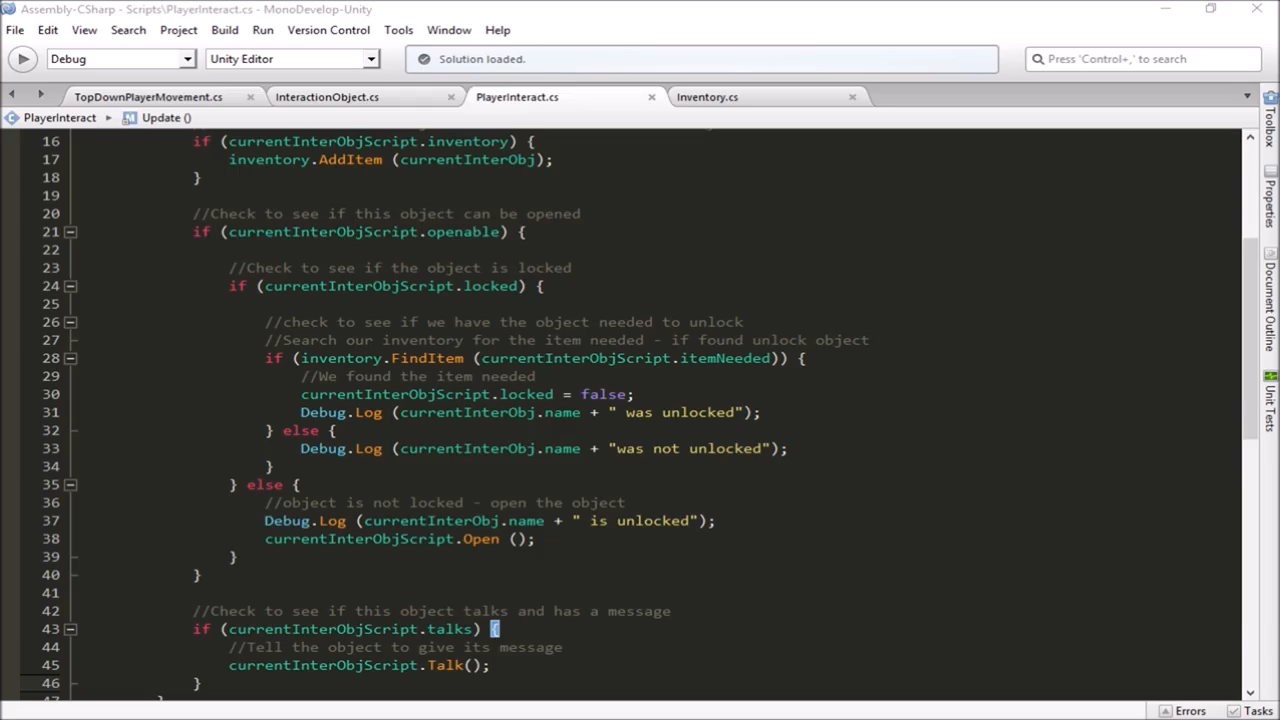 Assembly-CSharp - Scripts\PlayerInteract.cs - MonoDevelop-Unity
File Edit View Search Project Build Run Version Control Tools Window Help
Debug Unity Editor Solution loaded. Press 'Control+,' to search
TopDownPlayerMovement.cs InteractionObject.cs PlayerInteract.cs Inventory.cs
PlayerInteract Update ()
16 if (currentInterObjScript.inventory) {
17 inventory.AddItem (currentInterObj);
18 }
19
20 //Check to see if this object can be opened
21 if (currentInterObjScript.openable) {
22
23 //Check to see if the object is locked
24 if (currentInterObjScript.locked) {
25
26 //check to see if we have the object needed to unlock
27 //Search our inventory for the item needed - if found unlock object
28 if (inventory.FindItem (currentInterObjScript.itemNeeded)) {
29 //We found the item needed
30 currentInterObjScript.locked = false;
31 Debug.Log (currentInterObj.name + " was unlocked");
32 } else {
33 Debug.Log (currentInterObj.name + "was not unlocked");
34 }
35 } else {
36 //object is not locked - open the object
37 Debug.Log (currentInterObj.name + " is unlocked");
38 currentInterObjScript.Open ();
39 }
40 }
41
42 //Check to see if this object talks and has a message
43 if (currentInterObjScript.talks) {
44 //Tell the object to give its message
45 currentInterObjScript.Talk();
46 }
47 }
Toolbox
Properties
Document Outline
Unit Tests
Errors Tasks